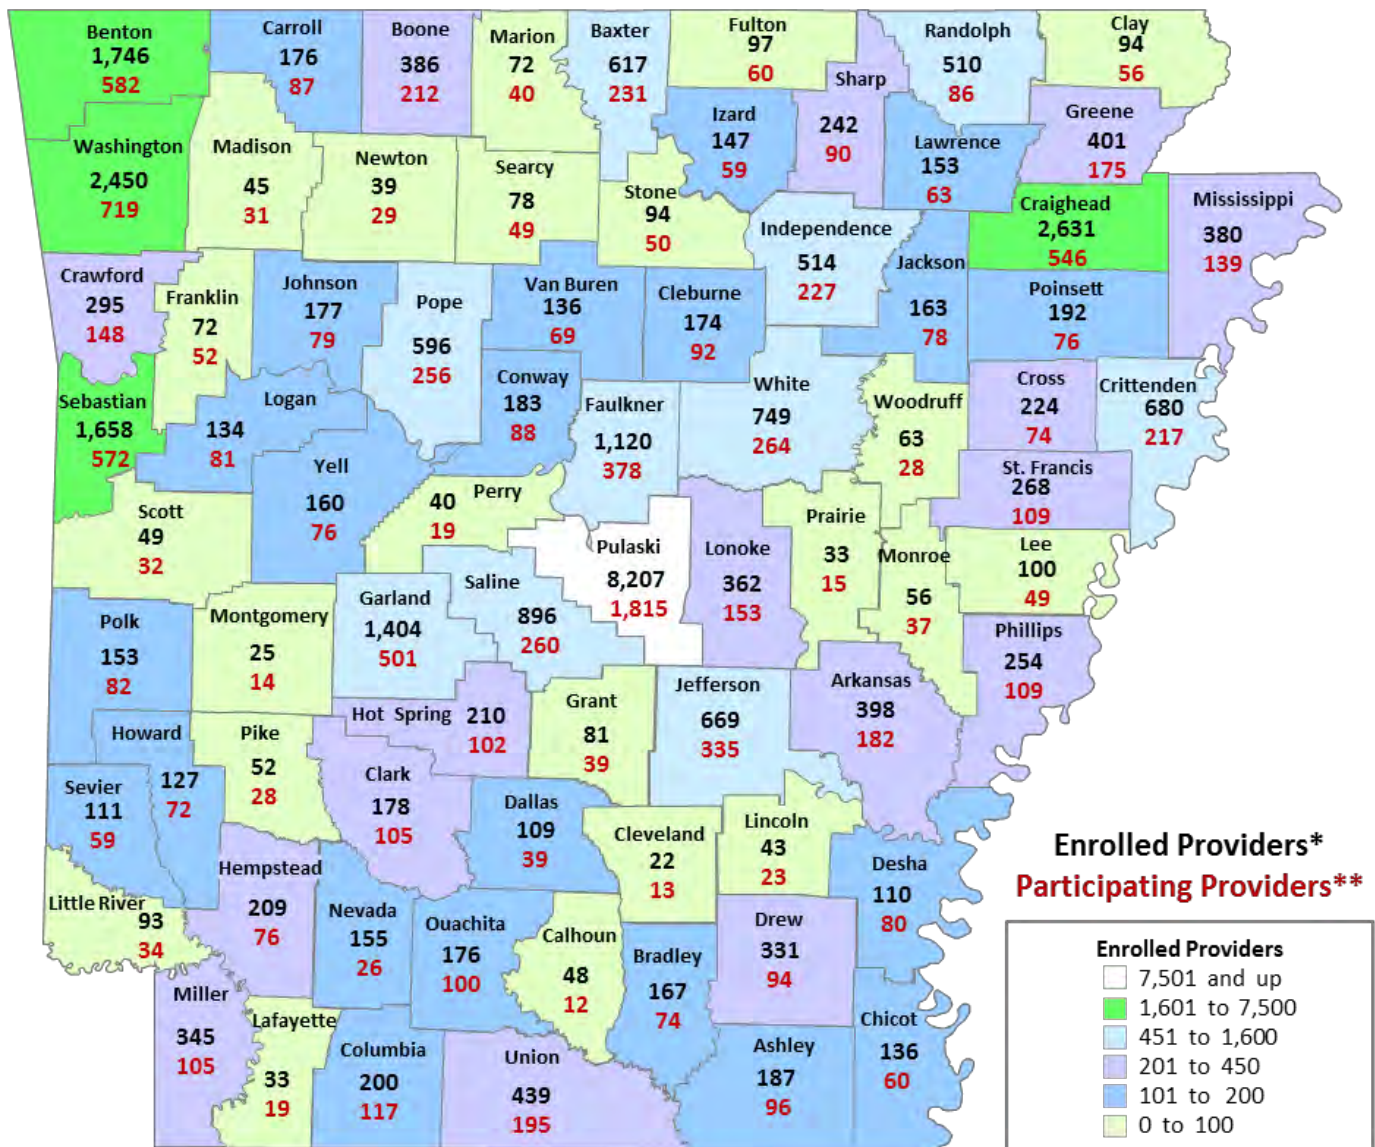 Benton
1,746
582
Carroll
176
87
Boone
386
212
Marion
72
40
Baxter
617
231
Fulton
97
60
Sharp
242
90
Randolph
510
86
Clay
94
56
Washington
2,450
719
Madison
45
31
Newton
39
29
Searcy
78
49
Stone
94
50
Izard
147
59
Lawrence
153
63
Greene
401
175
Independence
514
227
Jackson
163
78
Craighead
2,631
546
Mississippi
380
139
Crawford
295
148
Franklin
72
52
Johnson
177
79
Pope
596
256
Van Buren
136
69
Cleburne
174
92
Poinsett
192
76
Sebastian
1,658
572
Logan
134
81
Conway
183
88
Faulkner
1,120
378
White
749
264
Woodruff
63
28
Cross
224
74
Crittenden
680
217
Yell
160
76
Perry
40
19
St. Francis
268
109
Scott
49
32
Pulaski
8,207
1,815
Lonoke
362
153
Prairie
33
15
Monroe
56
37
Lee
100
49
Polk
153
82
Montgomery
25
14
Garland
1,404
501
Saline
896
260
Phillips
254
109
Hot Spring
210
102
Grant
81
39
Jefferson
669
335
Arkansas
398
182
Howard
127
72
Pike
52
28
Clark
178
105
Sevier
111
59
Dallas
109
39
Cleveland
22
13
Lincoln
43
23
Desha
110
80
Little River
93
34
Hempstead
209
76
Nevada
155
26
Ouachita
176
100
Calhoun
48
12
Bradley
167
74
Drew
331
94
Miller
345
105
Lafayette
33
19
Columbia
200
117
Union
439
195
Ashley
187
96
Chicot
136
60
Enrolled Providers*
Participating Providers**
Enrolled Providers
7,501 and up
1,601 to 7,500
451 to 1,600
201 to 450
101 to 200
0 to 100